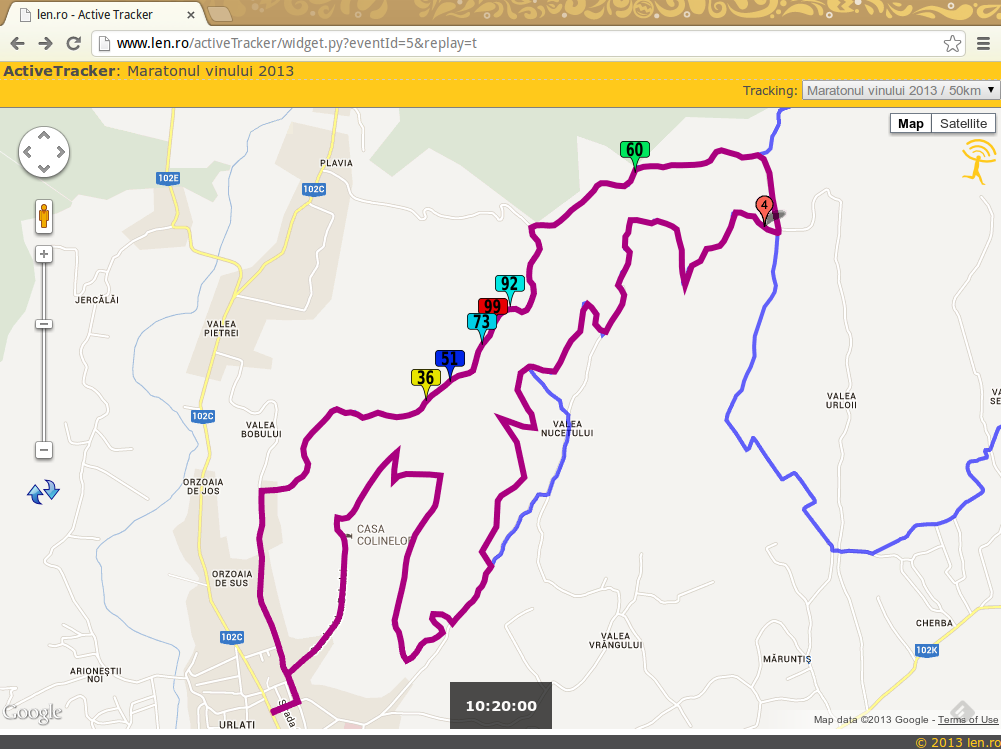 len.ro - Active Tracker
www.len.ro/activeTracker/widget.py?eventId=5&replay=t
ActiveTracker: Maratonul vinului 2013
Tracking: Maratonul vinului 2013 / 50km
Map Satellite
60
PLAVIA
102E
102C
4
92
JERCĂLĂI
99
73
VALEA
PIETREI
51
36
VALEA
URLOII
VA
SE
102C
VALEA
BOBULUI
VALEA
NUCETULUI
ORZOAIA
DE JOS
CASA
COLINELOR
ORZOAIA
DE SUS
CHERBA
102C
VALEA
VRÂNGULUI
102K
MĂRUNȚIȘ
ARIONEȘTII
NOI
Strada
10:20:00
Google
URLATI
Map data ©2013 Google - Terms of Use
© 2013 len.ro